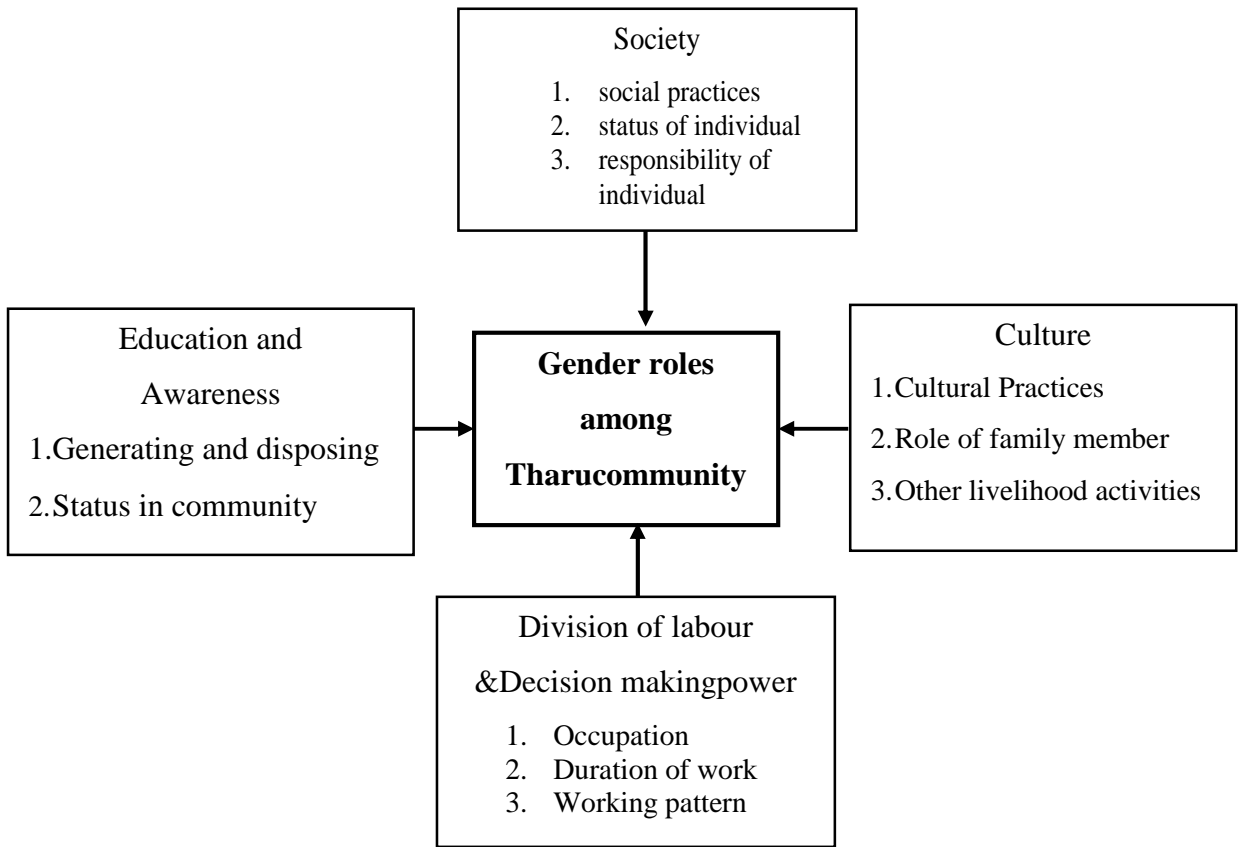 Society
1. social practices
2. status of individual
3. responsibility of
individual
Education and
Awareness
1.Generating and disposing
2.Status in community
Gender roles
among
Tharucommunity
Culture
1.Cultural Practices
2.Role of family member
3.Other livelihood activities
Division of labour
&Decision makingpower
1. Occupation
2. Duration of work
3. Working pattern